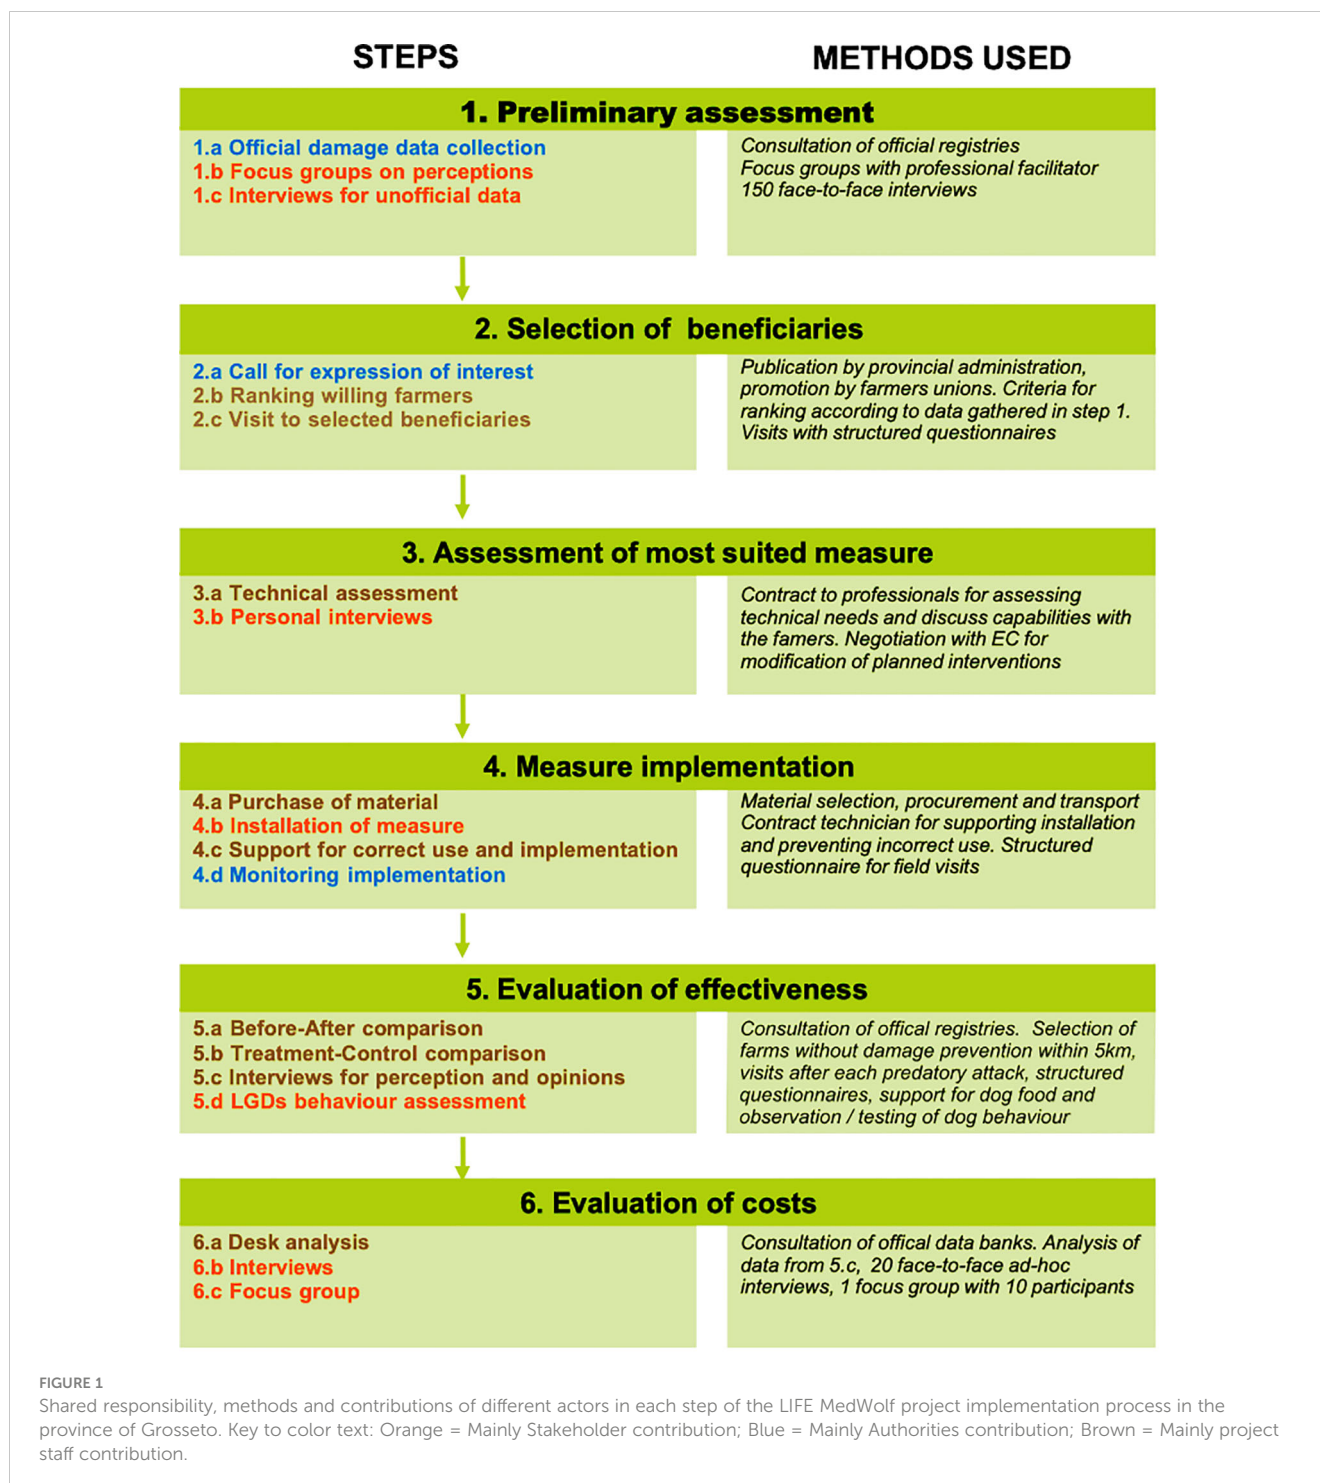 STEPS
METHODS USED
1. Preliminary assessment
1.a Official damage data collection
1.b Focus groups on perceptions
1.c Interviews for unofficial data
Consultation of official registries
Focus groups with professional facilitator
150 face-to-face interviews
2. Selection of beneficiaries
2.a Call for expression of interest
2.b Ranking willing farmers
2.c Visit to selected beneficiaries
Publication by provincial administration,
promotion by farmers unions. Criteria for
ranking according to data gathered in step 1.
Visits with structured questionnaires
3. Assessment of most suited measure
3.a Technical assessment
3.b Personal interviews
Contract to professionals for assessing
technical needs and discuss capabilities with
the famers. Negotiation with EC for
modification of planned interventions
4. Measure implementation
4.a Purchase of material
4.b Installation of measure
4.c Support for correct use and implementation
4.d Monitoring implementation
Material selection, procurement and transport
Contract technician for supporting installation
and preventing incorrect use. Structured
questionnaire for field visits
5. Evaluation of effectiveness
5.a Before-After comparison
5.b Treatment-Control comparison
5.c Interviews for perception and opinions
5.d LGDs behaviour assessment
Consultation of offical registries. Selection of
farms without damage prevention within 5km,
visits after each predatory attack, structured
questionnaires, support for dog food and
observation / testing of dog behaviour
6. Evaluation of costs
6.a Desk analysis
6.b Interviews
6.c Focus group
Consultation of offical data banks. Analysis of
data from 5.c, 20 face-to-face ad-hoc
interviews, 1 focus group with 10 participants
FIGURE 1
Shared responsibility, methods and contributions of different actors in each step of the LIFE MedWolf project implementation process in the
province of Grosseto. Key to color text: Orange = Mainly Stakeholder contribution; Blue = Mainly Authorities contribution; Brown = Mainly project
staff contribution.